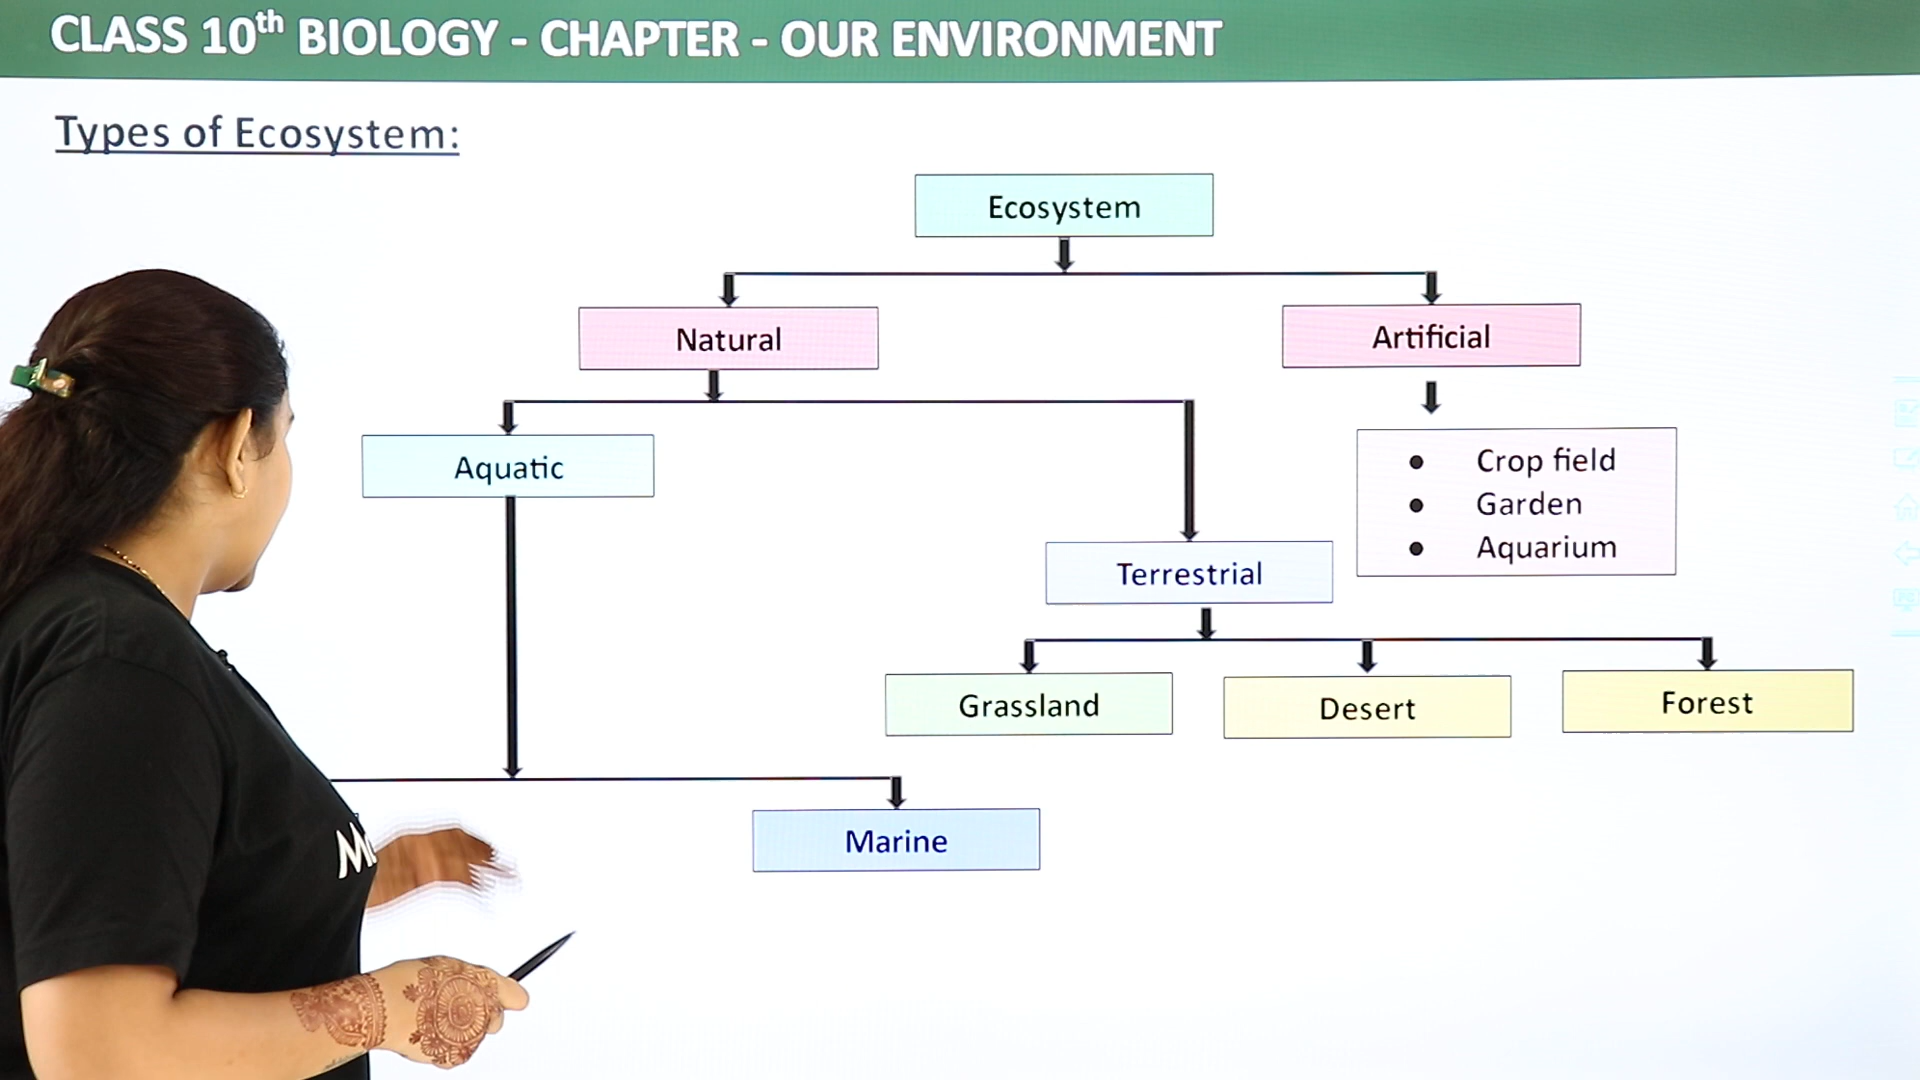 CLASS 10th BIOLOGY - CHAPTER - OUR ENVIRONMENT
Types of Ecosystem:
Ecosystem
Natural
Artificial
Aquatic
• Crop field
• Garden
• Aquarium
Terrestrial
Grassland
Desert
Forest
Marine